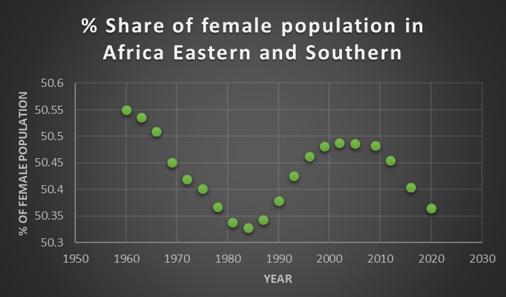 % Share of female population in
Africa Eastern and Southern
% OF FEMALE POPULATION
50.6
50.55
50.5
50.45
50.4
50.35
50.3
1950 1960 1970 1980 1990 2000 2010 2020 2030
YEAR